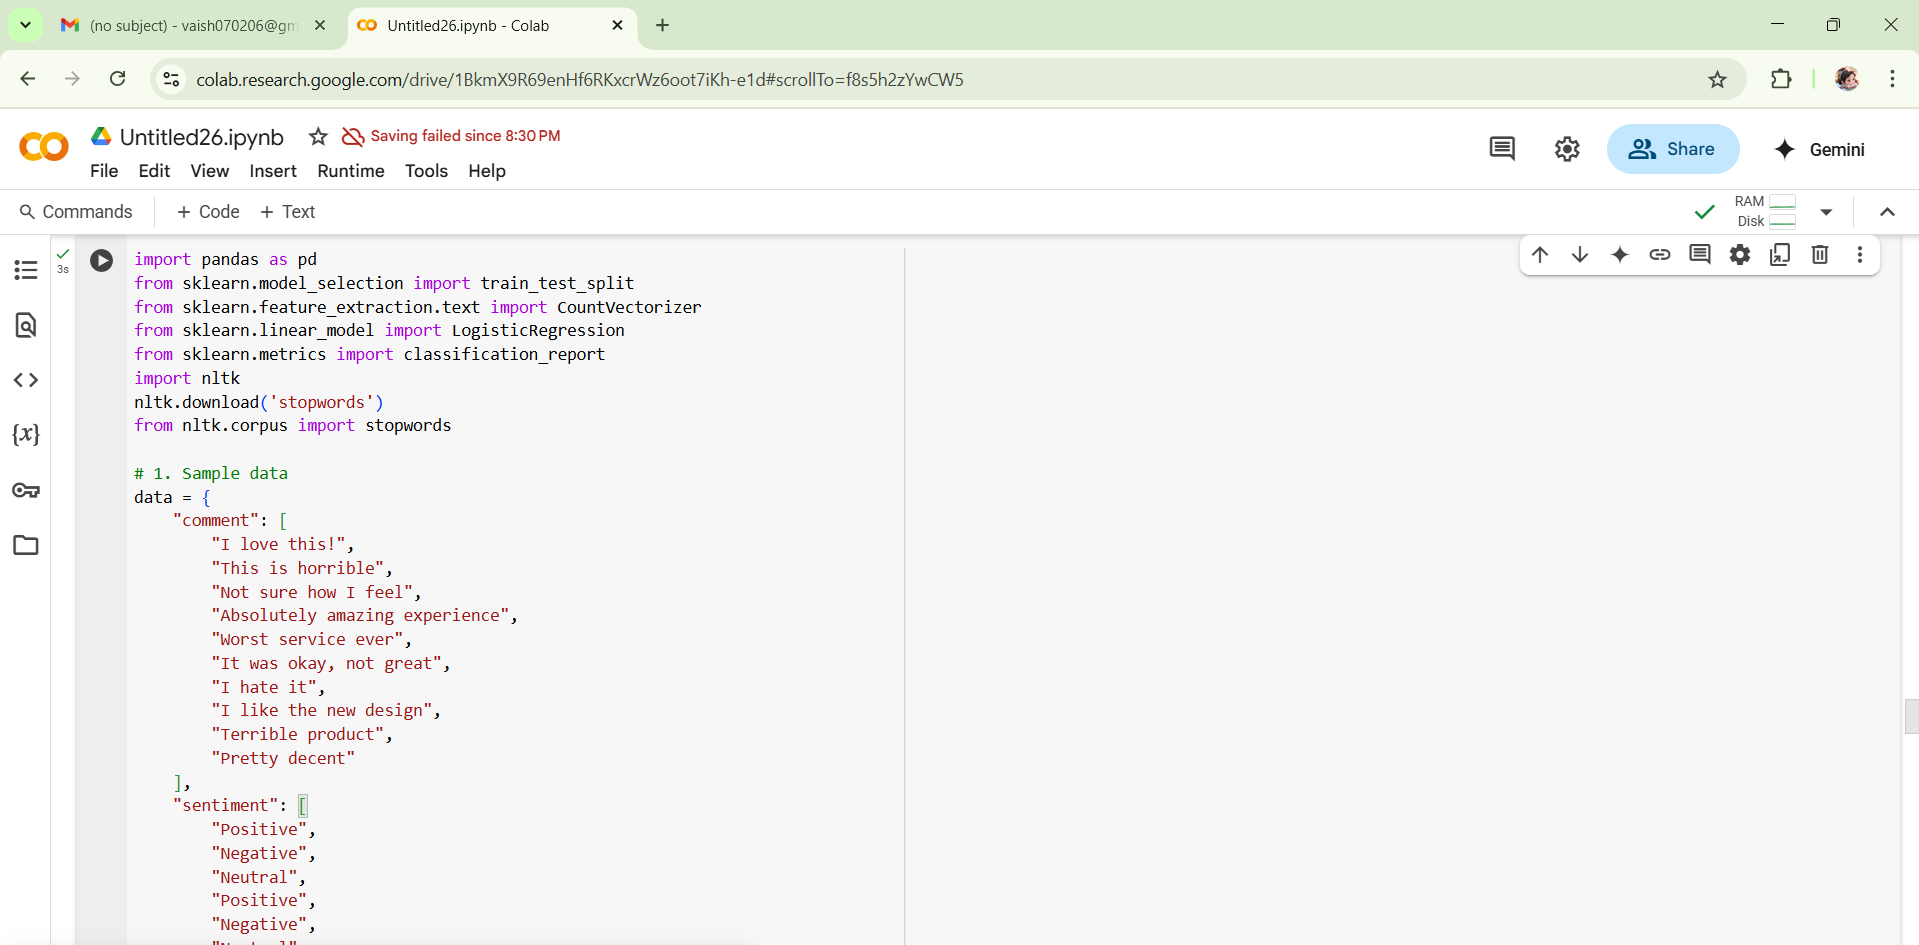 (no subject) - vaish070206@gm
Untitled26.ipynb - Colab
colab.research.google.com/drive/1BkmX9R69enHf6RKxcrWz6oot7iKh-e1d#scrollTo=f8s5h2zYwCW5
Untitled26.ipynb
Saving failed since 8:30 PM
Share
Gemini
File Edit View Insert Runtime Tools Help
Commands + Code + Text
RAM
Disk
3s
import pandas as pd
from sklearn.model_selection import train_test_split
from sklearn.feature_extraction.text import CountVectorizer
from sklearn.linear_model import LogisticRegression
from sklearn.metrics import classification_report
import nltk
nltk.download('stopwords')
from nltk.corpus import stopwords
# 1. Sample data
data = {
"comment": [
"I love this!",
"This is horrible",
"Not sure how I feel",
"Absolutely amazing experience",
"Worst service ever",
"It was okay, not great",
"I hate it",
"I like the new design",
"Terrible product",
"Pretty decent"
],
"sentiment": [
"Positive",
"Negative",
"Neutral",
"Positive",
"Negative",